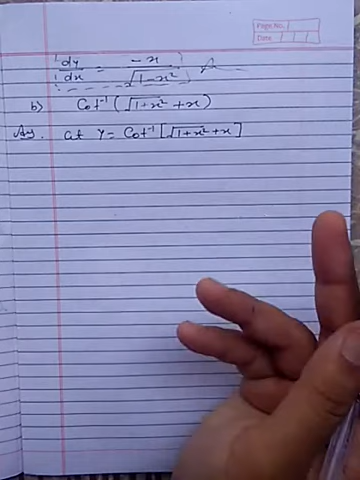 Page No.
Date
dy/dx = -x/√1-x²
b) Cot⁻¹(√1+x² + x)
Ans. Let Y = Cot⁻¹[√1+x² + x]